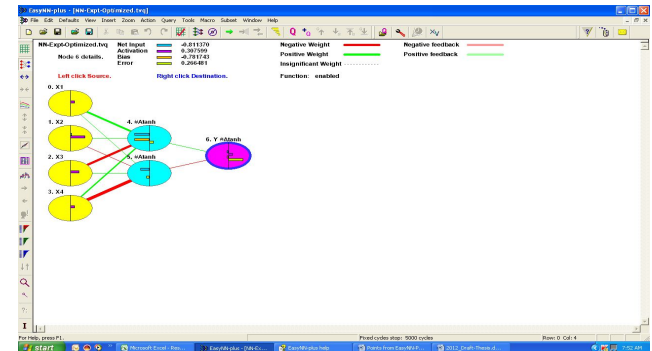 EasyNN-plus - [NN-Expt-Optimized.tvq]
File Edit Defaults View Insert Zoom Action Query Tools Macro Subset Window Help
NN-Expt-Optimized.tvq
Node 6 details.
Net Input -0.811370
Activation 0.307599
Bias -0.781743
Error 0.266481
Negative Weight
Positive Weight
Insignificant Weight
Negative feedback
Positive feedback
Left click Source. Right click Destination. Function: enabled
0. X1
1. X2
2. X3
3. X4
4. #Atanh
5. #Atanh
6. Y #Atanh
For Help, press F1.
Fixed cycles stop: 5000 cycles
Row: 0 Col: 4
start
Microsoft Excel - Res...
EasyNN-plus - [NN-Ex...
EasyNN-plus help
Points from EasyNN-P...
2012_Draft-Thesis.d...
7:52 AM